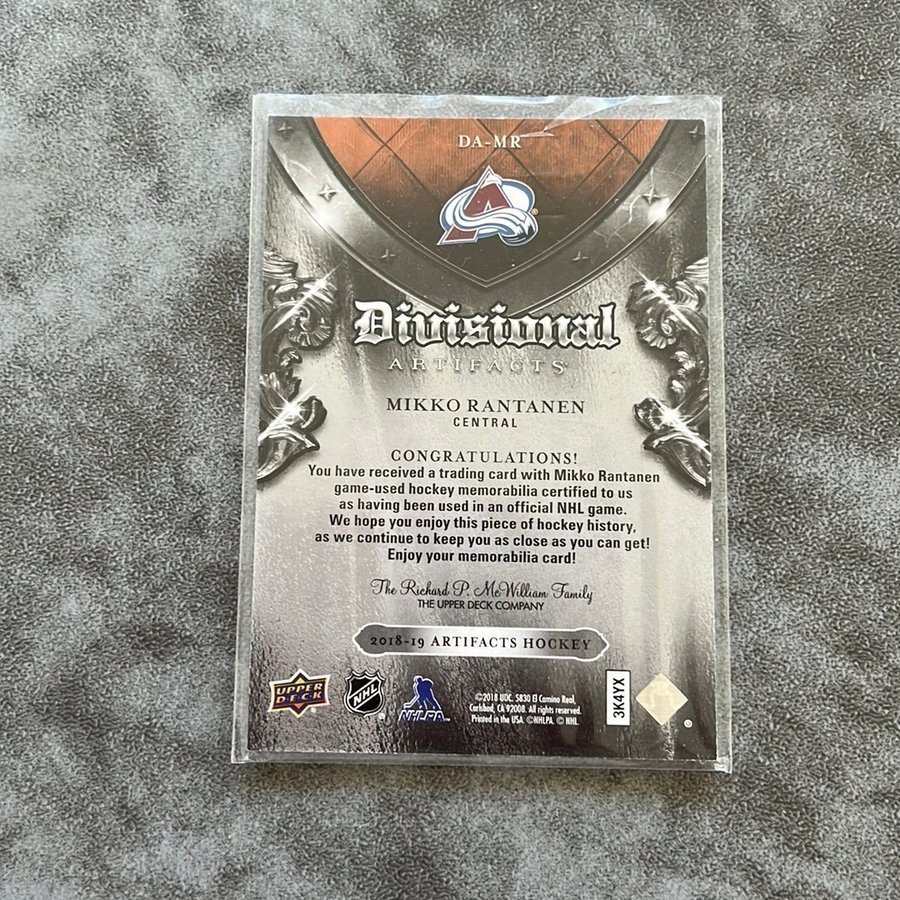 DA-MR
Divisional
ARTIFACTS
MIKKO RANTANEN
CENTRAL
CONGRATULATIONS!
You have received a trading card with Mikko Rantanen
game-used hockey memorabilia certified to us
as having been used in an official NHL game.
We hope you enjoy this piece of hockey history,
as we continue to keep you as close as you can get!
Enjoy your memorabilia card!
The Richard P. McWilliam Family
THE UPPER DECK COMPANY
2018-19 ARTIFACTS HOCKEY
UPPER
DECK
NHL
NHLPA
©2018 UDC. 5830 El Camino Real,
Carlsbad, CA 92008. All rights reserved.
Printed in the USA. ©NHLPA. © NHL.
3K4YX